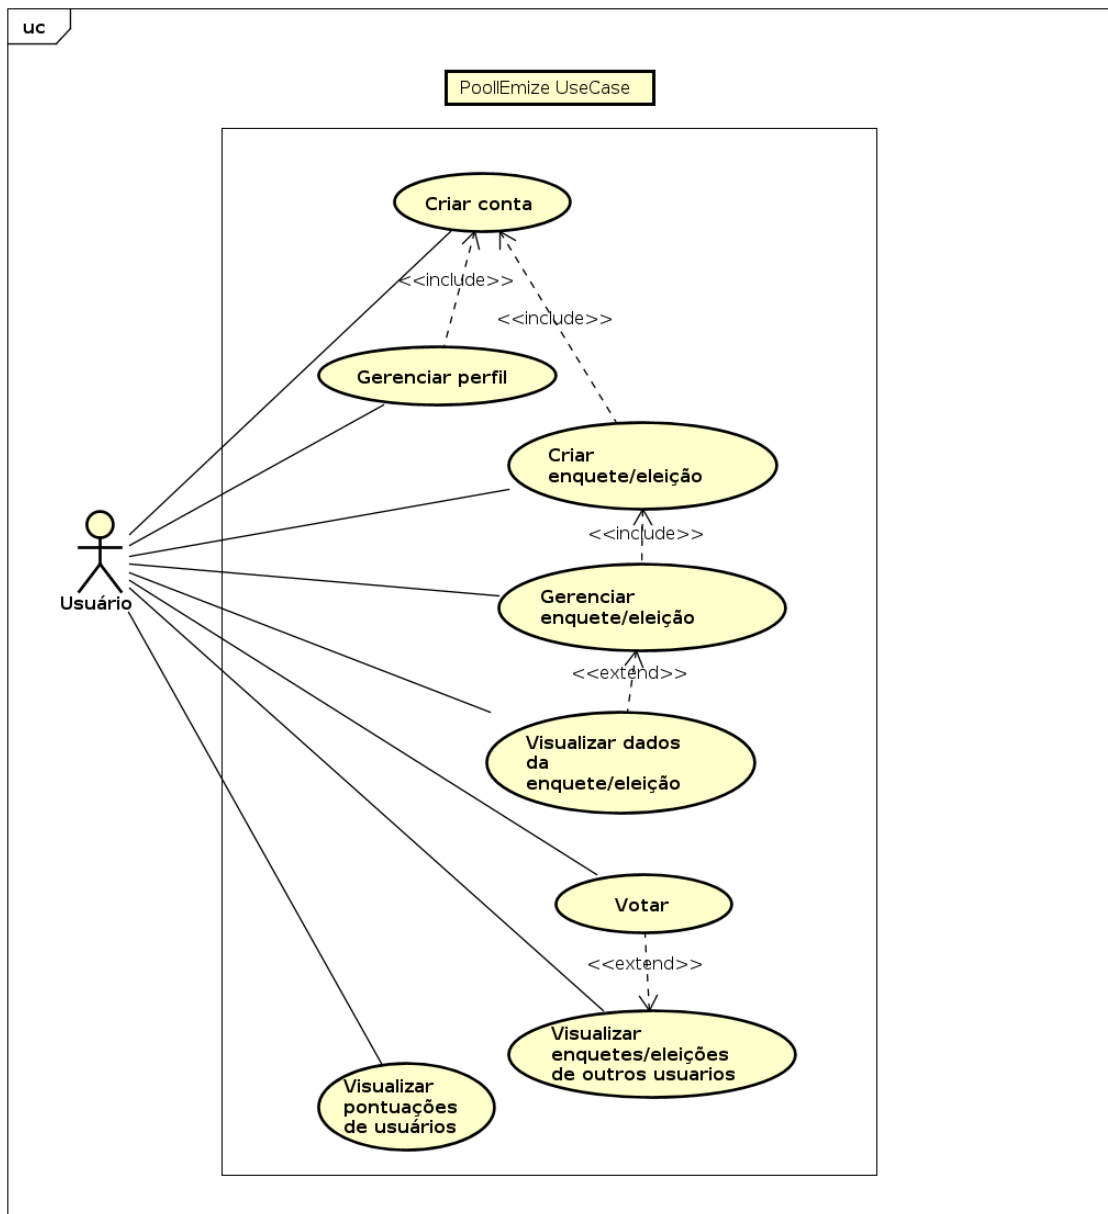 uc
PoollEmize UseCase
Criar conta
<<include>>
<<include>>
Gerenciar perfil
Criar
enquete/eleição
<<include>>
Gerenciar
enquete/eleição
Usuário
<<extend>>
Visualizar dados
da
enquete/eleição
Votar
<<extend>>
Visualizar
enquetes/eleições
de outros usuarios
Visualizar
pontuações
de usuários